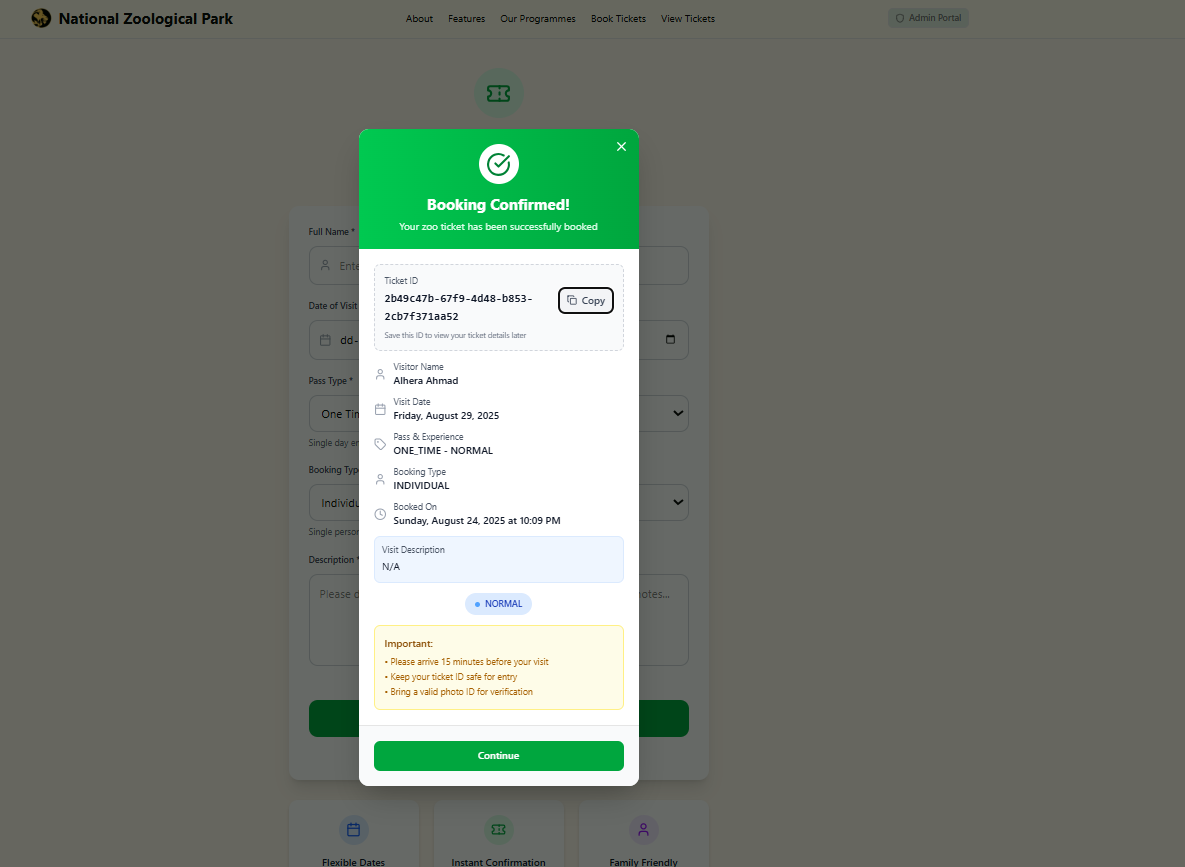 National Zoological Park
About Features Our Programmes Book Tickets View Tickets
Admin Portal
Booking Confirmed!
Your zoo ticket has been successfully booked
Full Name *
Ente
Date of Visit
dd-
Pass Type *
One Tim
Single day en
Booking Type
Individu
Single person
Description *
Please d
notes...
Ticket ID
2b49c47b-67f9-4d48-b853-
2cb7f371aa52
Copy
Save this ID to view your ticket details later
Visitor Name
Alhera Ahmad
Visit Date
Friday, August 29, 2025
Pass & Experience
ONE_TIME - NORMAL
Booking Type
INDIVIDUAL
Booked On
Sunday, August 24, 2025 at 10:09 PM
Visit Description
N/A
NORMAL
Important:
• Please arrive 15 minutes before your visit
• Keep your ticket ID safe for entry
• Bring a valid photo ID for verification
Continue
Flexible Dates
Instant Confirmation
Family Friendly